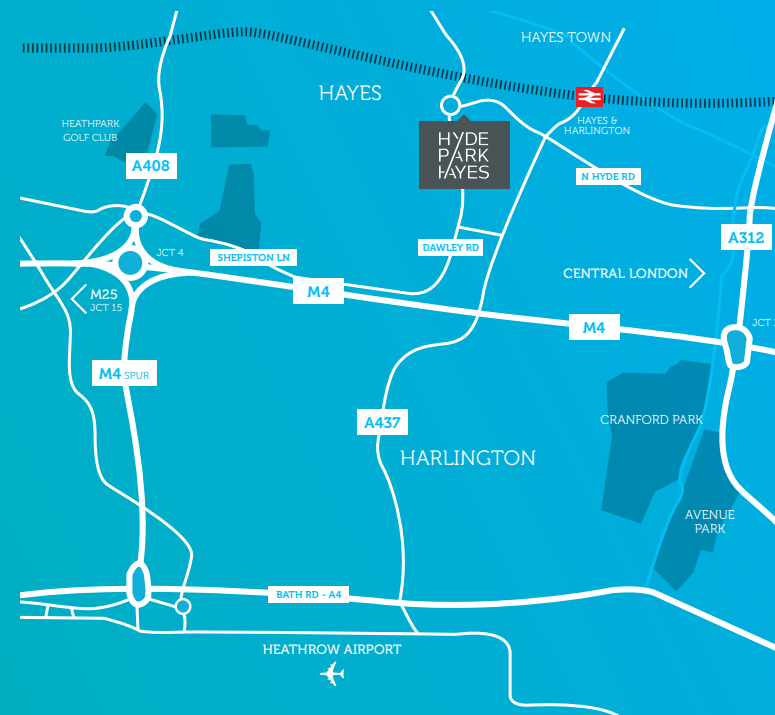 HAYES TOWN
HAYES
HEATHPARK
GOLF CLUB
HAYES &
HARLINGTON
HYDE
PARK
HAYES
A408
N HYDE RD
A312
JCT 4
SHEPISTON LN
DAWLEY RD
CENTRAL LONDON
M25
JCT 15
M4
M4
JCT
M4 SPUR
A437
CRANFORD PARK
HARLINGTON
AVENUE
PARK
BATH RD - A4
HEATHROW AIRPORT